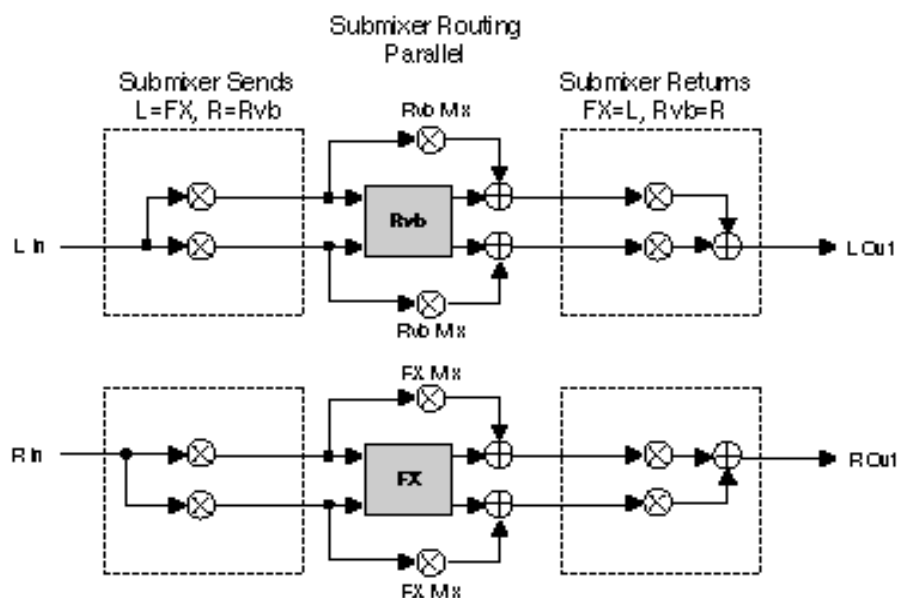 Submixer Routing
Parallel
Submixer Sends
L=FX, R=Rvb
Submixer Returns
FX=L, Rvb=R
Rvb Mix
Rvb
L In
L Out
Rvb Mix
FX Mix
R In
FX
R Out
FX Mix